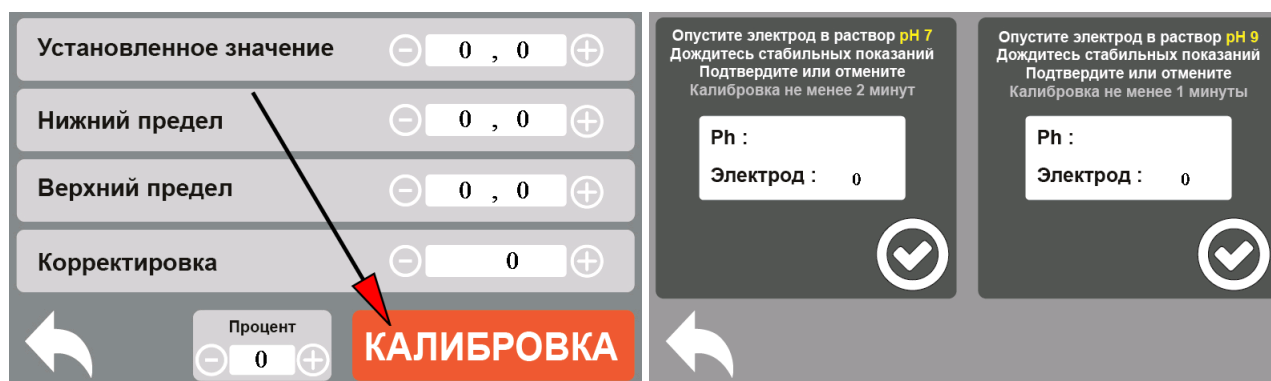 Установленное значение
0 , 0
Нижний предел
0 , 0
Верхний предел
0 , 0
Корректировка
0
Процент
0
КАЛИБРОВКА
Опустите электрод в раствор pH 7
Дождитесь стабильных показаний
Подтвердите или отмените
Калибровка не менее 2 минут
Ph :
Электрод : 0
Опустите электрод в раствор pH 9
Дождитесь стабильных показаний
Подтвердите или отмените
Калибровка не менее 1 минуты
Ph :
Электрод : 0